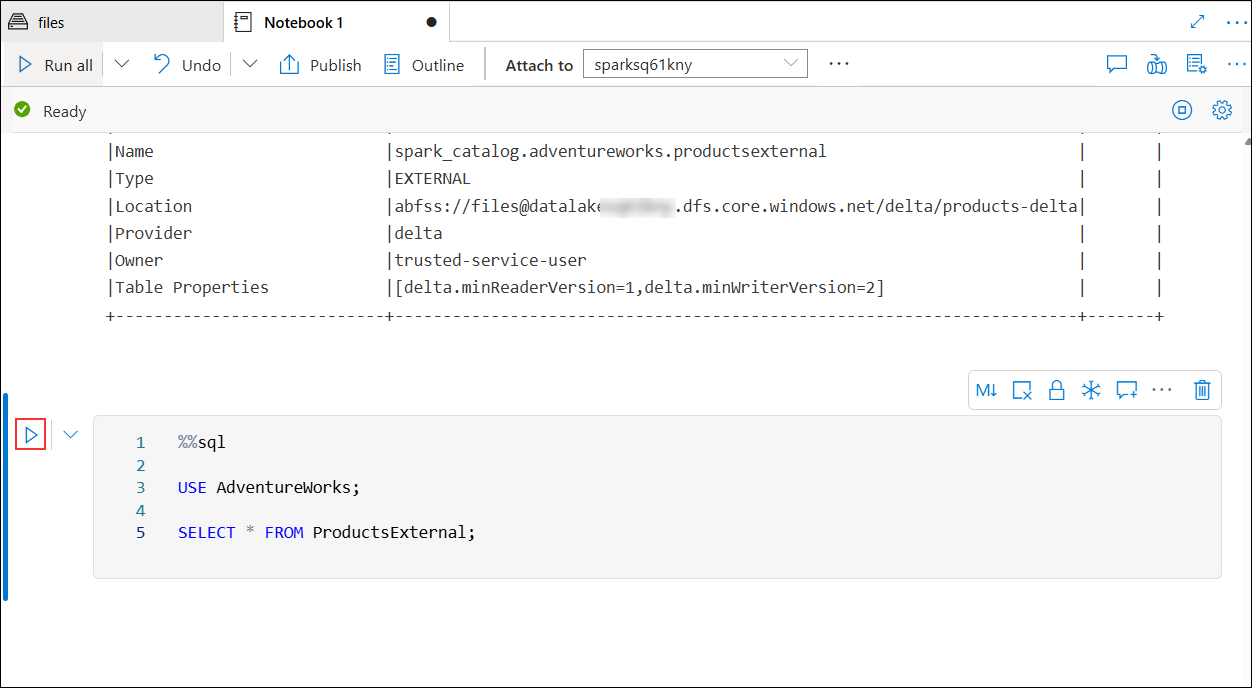 files
Notebook 1
Run all
Undo
Publish
Outline
Attach to
sparksq61kny
Ready
|Name |spark_catalog.adventureworks.productsexternal | |
|Type |EXTERNAL | |
|Location |abfss://files@datalake .dfs.core.windows.net/delta/products-delta| |
|Provider |delta | |
|Owner |trusted-service-user | |
|Table Properties |[delta.minReaderVersion=1,delta.minWriterVersion=2] | |
+----------------------------+-----------------------------------------------------------------------+-------+
M↓
1 %%sql
2
3 USE AdventureWorks;
4
5 SELECT * FROM ProductsExternal;